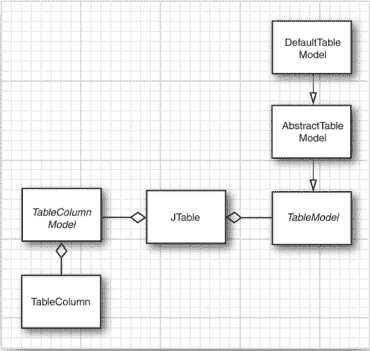 DefaultTable
Model
AbstractTable
Model
TableColumn
Model
JTable
TableModel
TableColumn